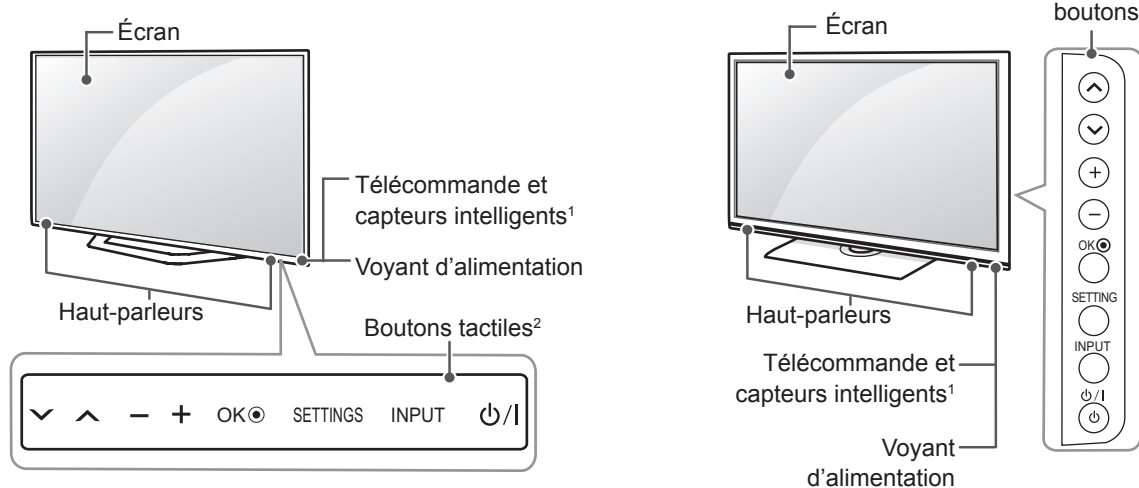 Écran
Télécommande et
capteurs intelligents¹
Voyant d’alimentation
Haut-parleurs
Boutons tactiles²
OK SETTINGS INPUT ⏻/I
boutons
Écran
OK
SETTING
INPUT
⏻/I
Haut-parleurs
Télécommande et
capteurs intelligents¹
Voyant
d’alimentation